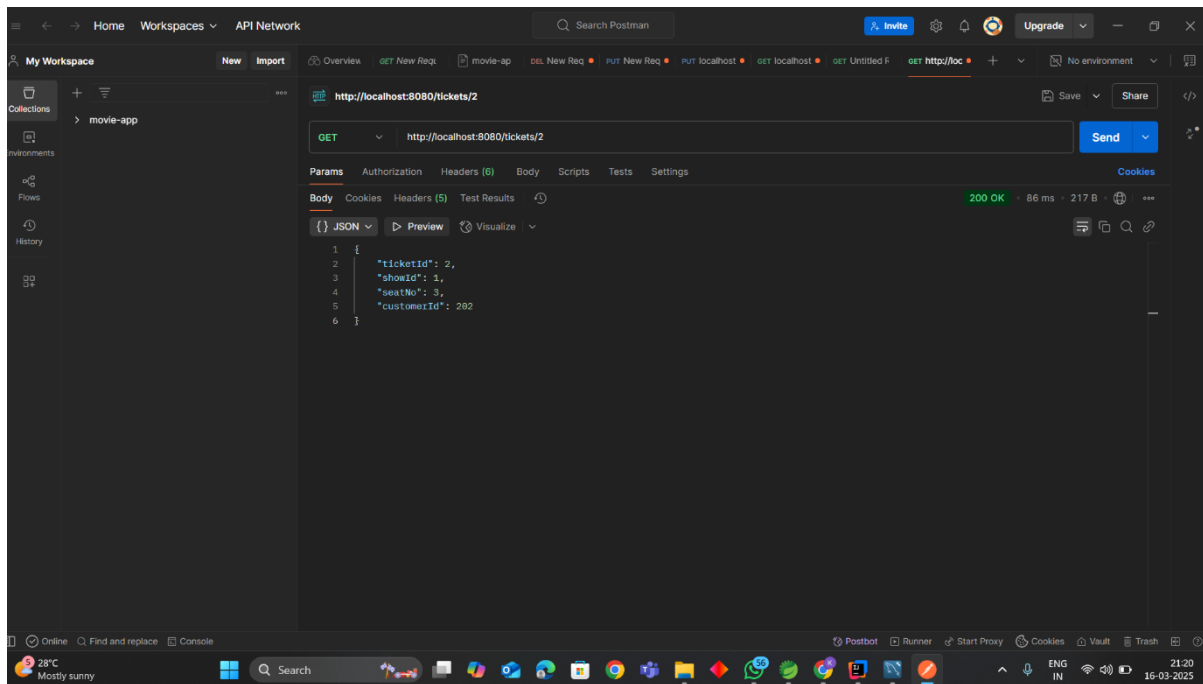 Home Workspaces API Network Search Postman Invite Upgrade
My Workspace New Import Overview GET New Requ movie-ap DEL New Req PUT New Req PUT localhost GET localhost GET Untitled R GET http://loc No environment
Collections
movie-app
HTTP http://localhost:8080/tickets/2 Save Share
GET http://localhost:8080/tickets/2 Send
Environments
Params Authorization Headers (6) Body Scripts Tests Settings Cookies
Flows
Body Cookies Headers (5) Test Results 200 OK 86 ms 217 B
History
{} JSON Preview Visualize
1 {
2 "ticketId": 2,
3 "showId": 1,
4 "seatNo": 3,
5 "customerId": 202
6 }
Online Find and replace Console Postbot Runner Start Proxy Cookies Vault Trash
5 28°C
Mostly sunny
Search
56
ENG
IN
21:20
16-03-2025